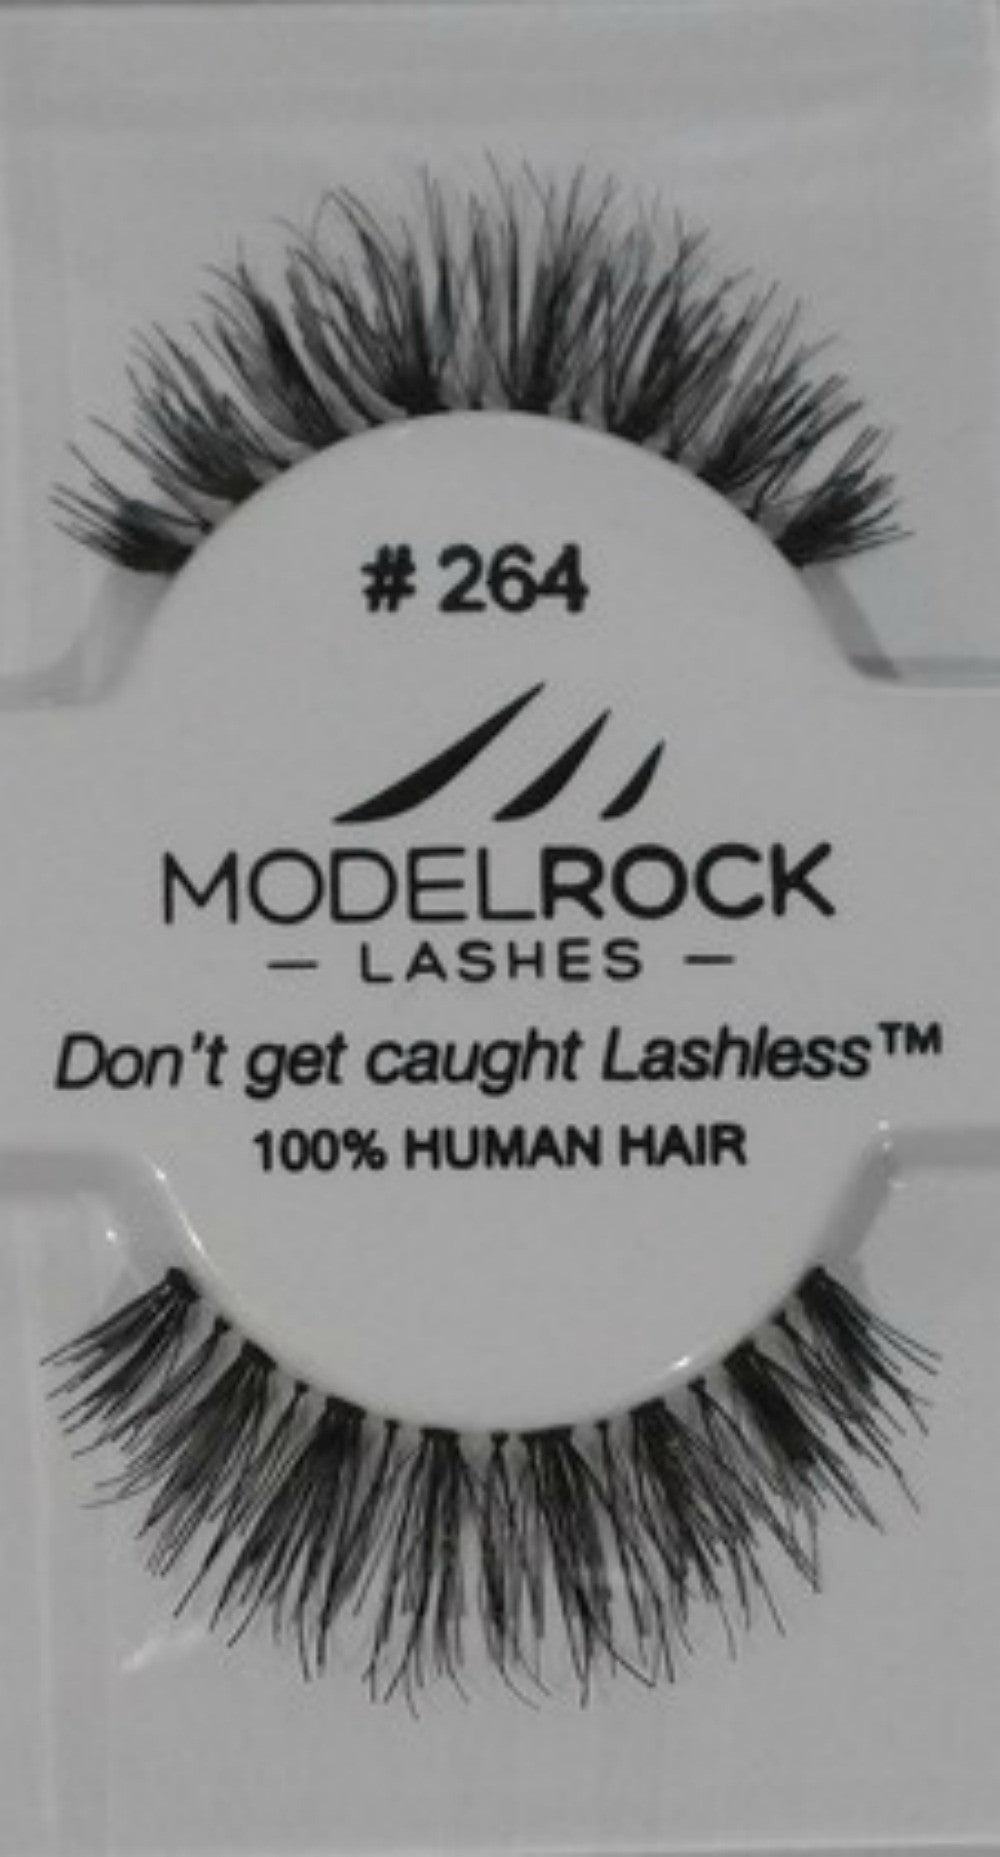 # 264
MODELROCK
– LASHES –
Don't get caught Lashless™
100% HUMAN HAIR